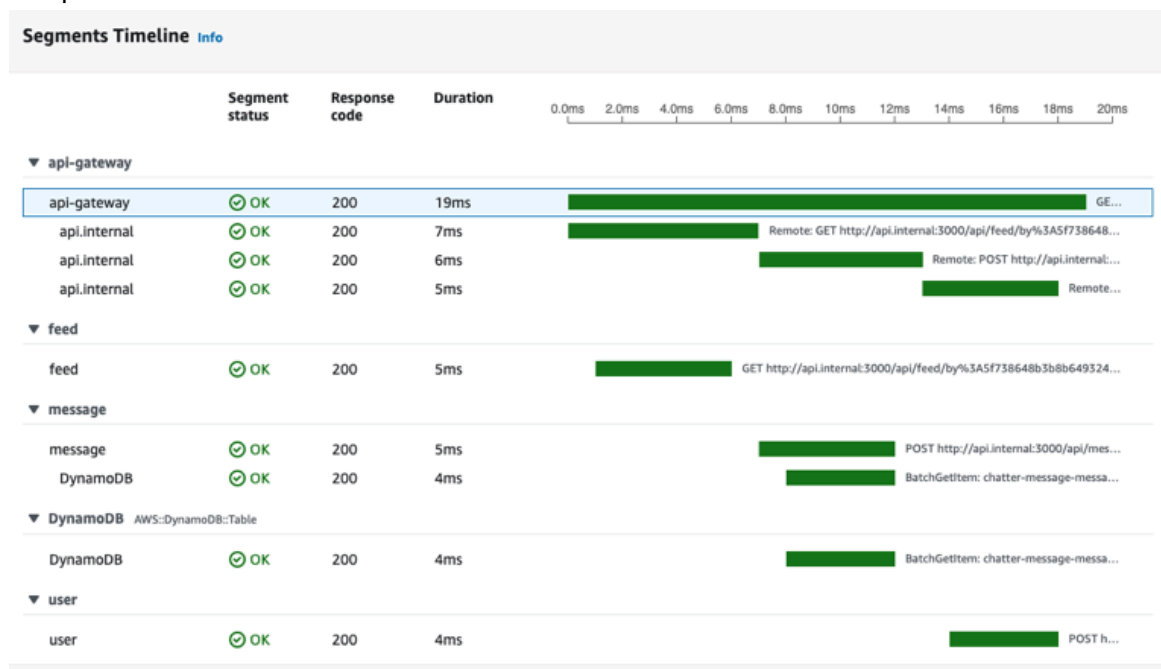 Segments Timeline Info
Segment status Response code Duration 0.0ms 2.0ms 4.0ms 6.0ms 8.0ms 10ms 12ms 14ms 16ms 18ms 20ms
▼ api-gateway
api-gateway OK 200 19ms GE...
api.internal OK 200 7ms Remote: GET http://api.internal:3000/api/feed/by%3A5f738648...
api.internal OK 200 6ms Remote: POST http://api.internal:...
api.internal OK 200 5ms Remote...
▼ feed
feed OK 200 5ms GET http://api.internal:3000/api/feed/by%3A5f738648b3b8b649324...
▼ message
message OK 200 5ms POST http://api.internal:3000/api/mes...
DynamoDB OK 200 4ms BatchGetItem: chatter-message-messa...
▼ DynamoDB AWS::DynamoDB::Table
DynamoDB OK 200 4ms BatchGetItem: chatter-message-messa...
▼ user
user OK 200 4ms POST h...